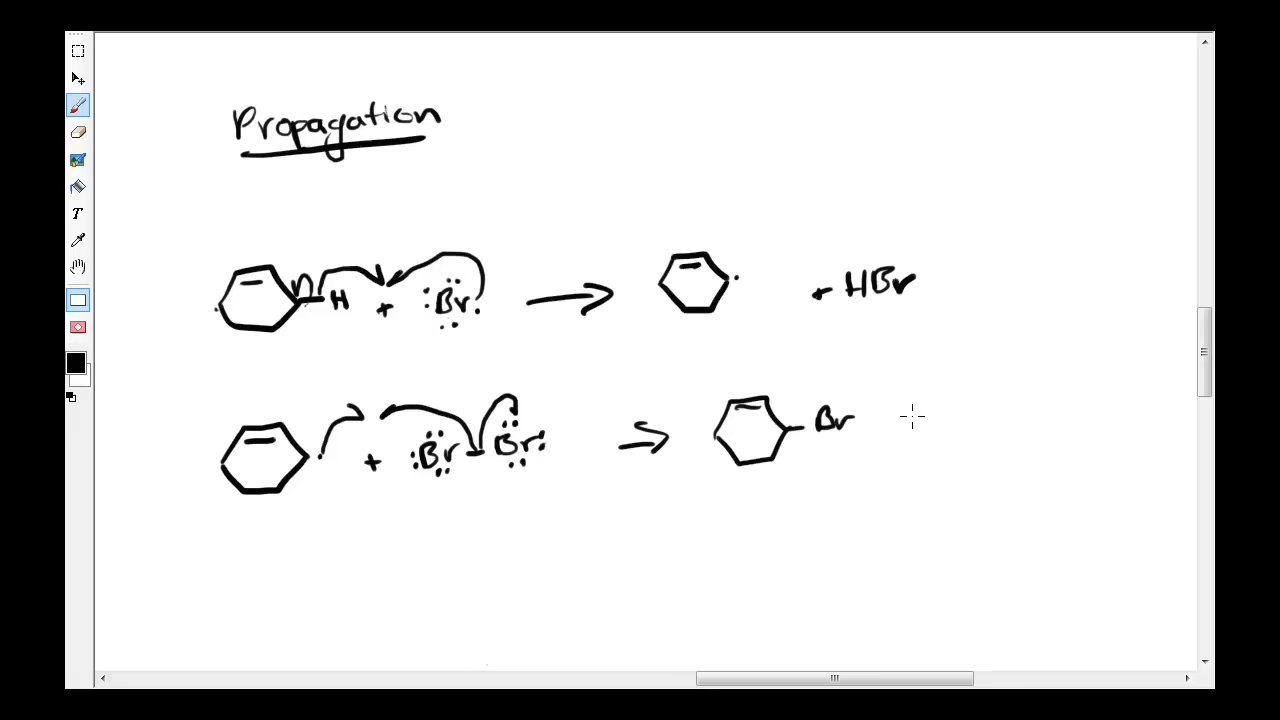 Propagation
H + Br → + HBr
+ Br Br → Br